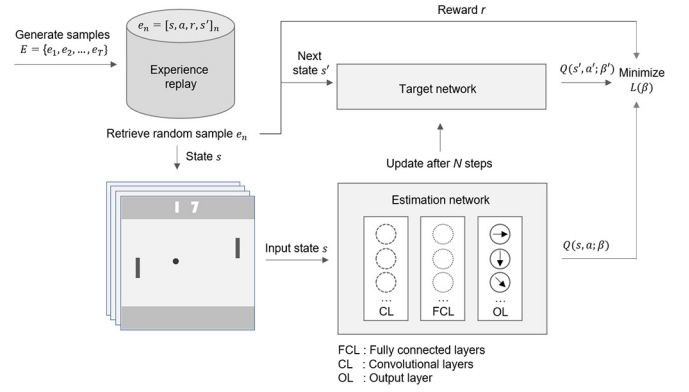 Reward r
Generate samples
E = {e₁, e₂, ..., e_T}
eₙ = [s, a, r, s′]ₙ
Experience
replay
Next
state s′
Target network
Q(s′, a′; β′)
Minimize
L(β)
Retrieve random sample eₙ
State s
Update after N steps
1 7
Input state s
Estimation network
...
CL
...
FCL
...
OL
Q(s, a; β)
FCL : Fully connected layers
CL : Convolutional layers
OL : Output layer